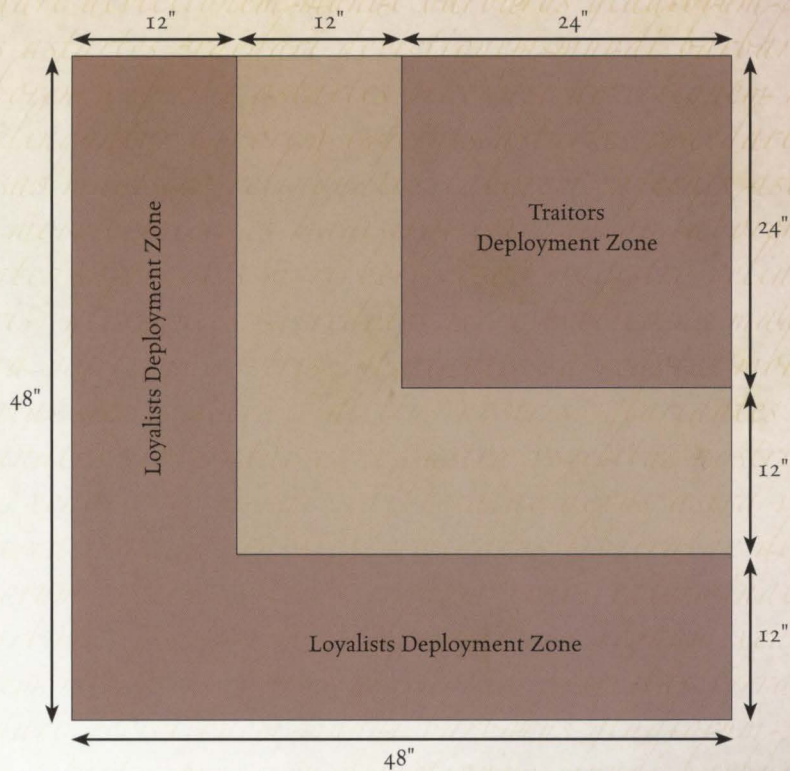 12"
12"
24"
Traitors
Deployment Zone
24"
Loyalists Deployment Zone
48"
12"
Loyalists Deployment Zone
12"
48"